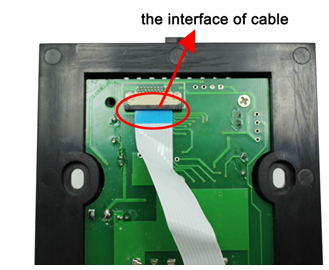 the interface of cable